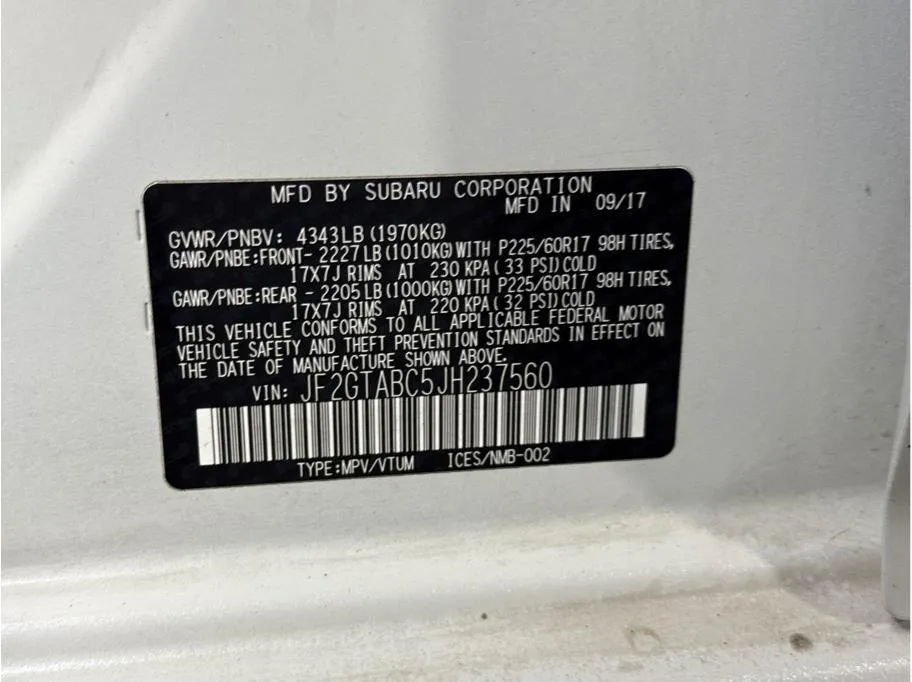 MFD BY SUBARU CORPORATION
MFD IN 09/17
GVWR/PNBV: 4343LB(1970KG)
GAWR/PNBE:FRONT- 2227LB(1010KG)WITH P225/60R17 98H TIRES,
17X7J RIMS AT 230 KPA(33 PSI)COLD
GAWR/PNBE:REAR - 2205LB(1000KG)WITH P225/60R17 98H TIRES,
17X7J RIMS AT 220 KPA(32 PSI)COLD
THIS VEHICLE CONFORMS TO ALL APPLICABLE FEDERAL MOTOR
VEHICLE SAFETY AND THEFT PREVENTION STANDARDS IN EFFECT ON
THE DATE OF MANUFACTURE SHOWN ABOVE.
VIN: JF2GTABC5JH237560
TYPE:MPV/VTUM ICES/NMB-002